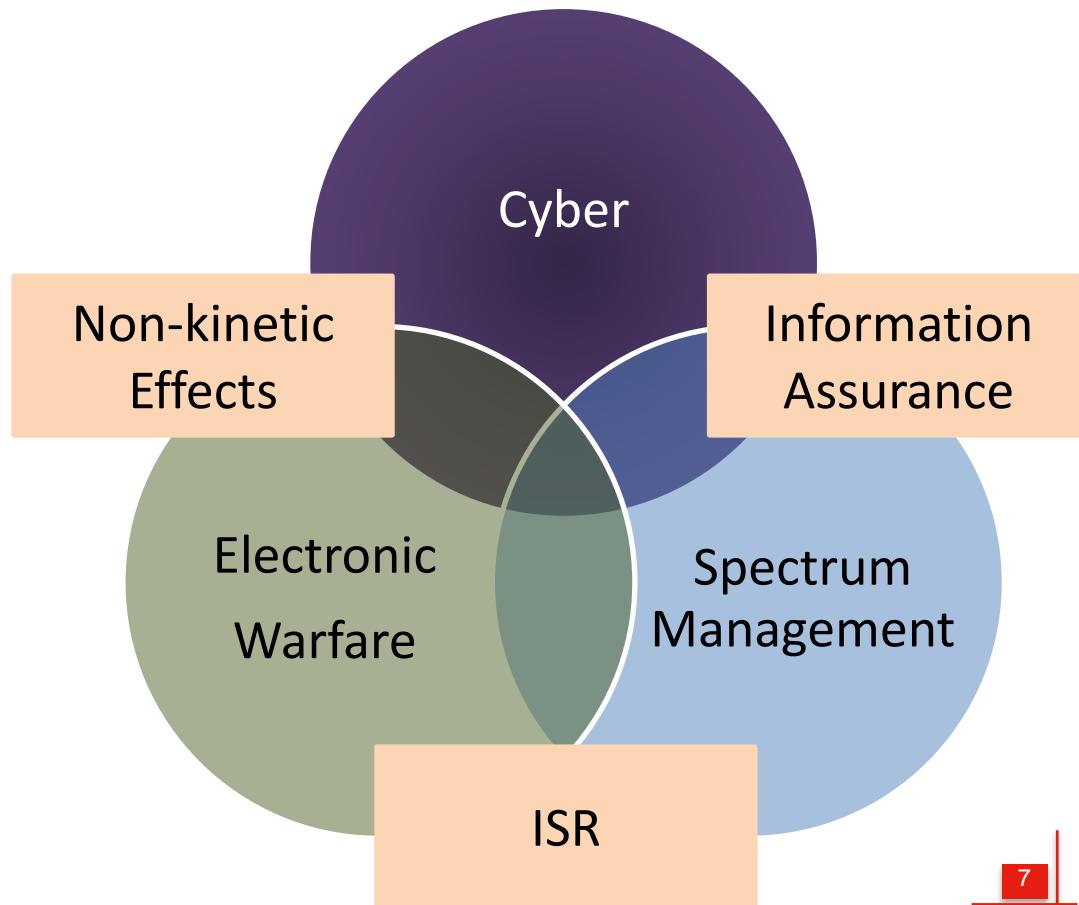 Cyber
Non-kinetic
Effects
Information
Assurance
Electronic
Warfare
Spectrum
Management
ISR
7